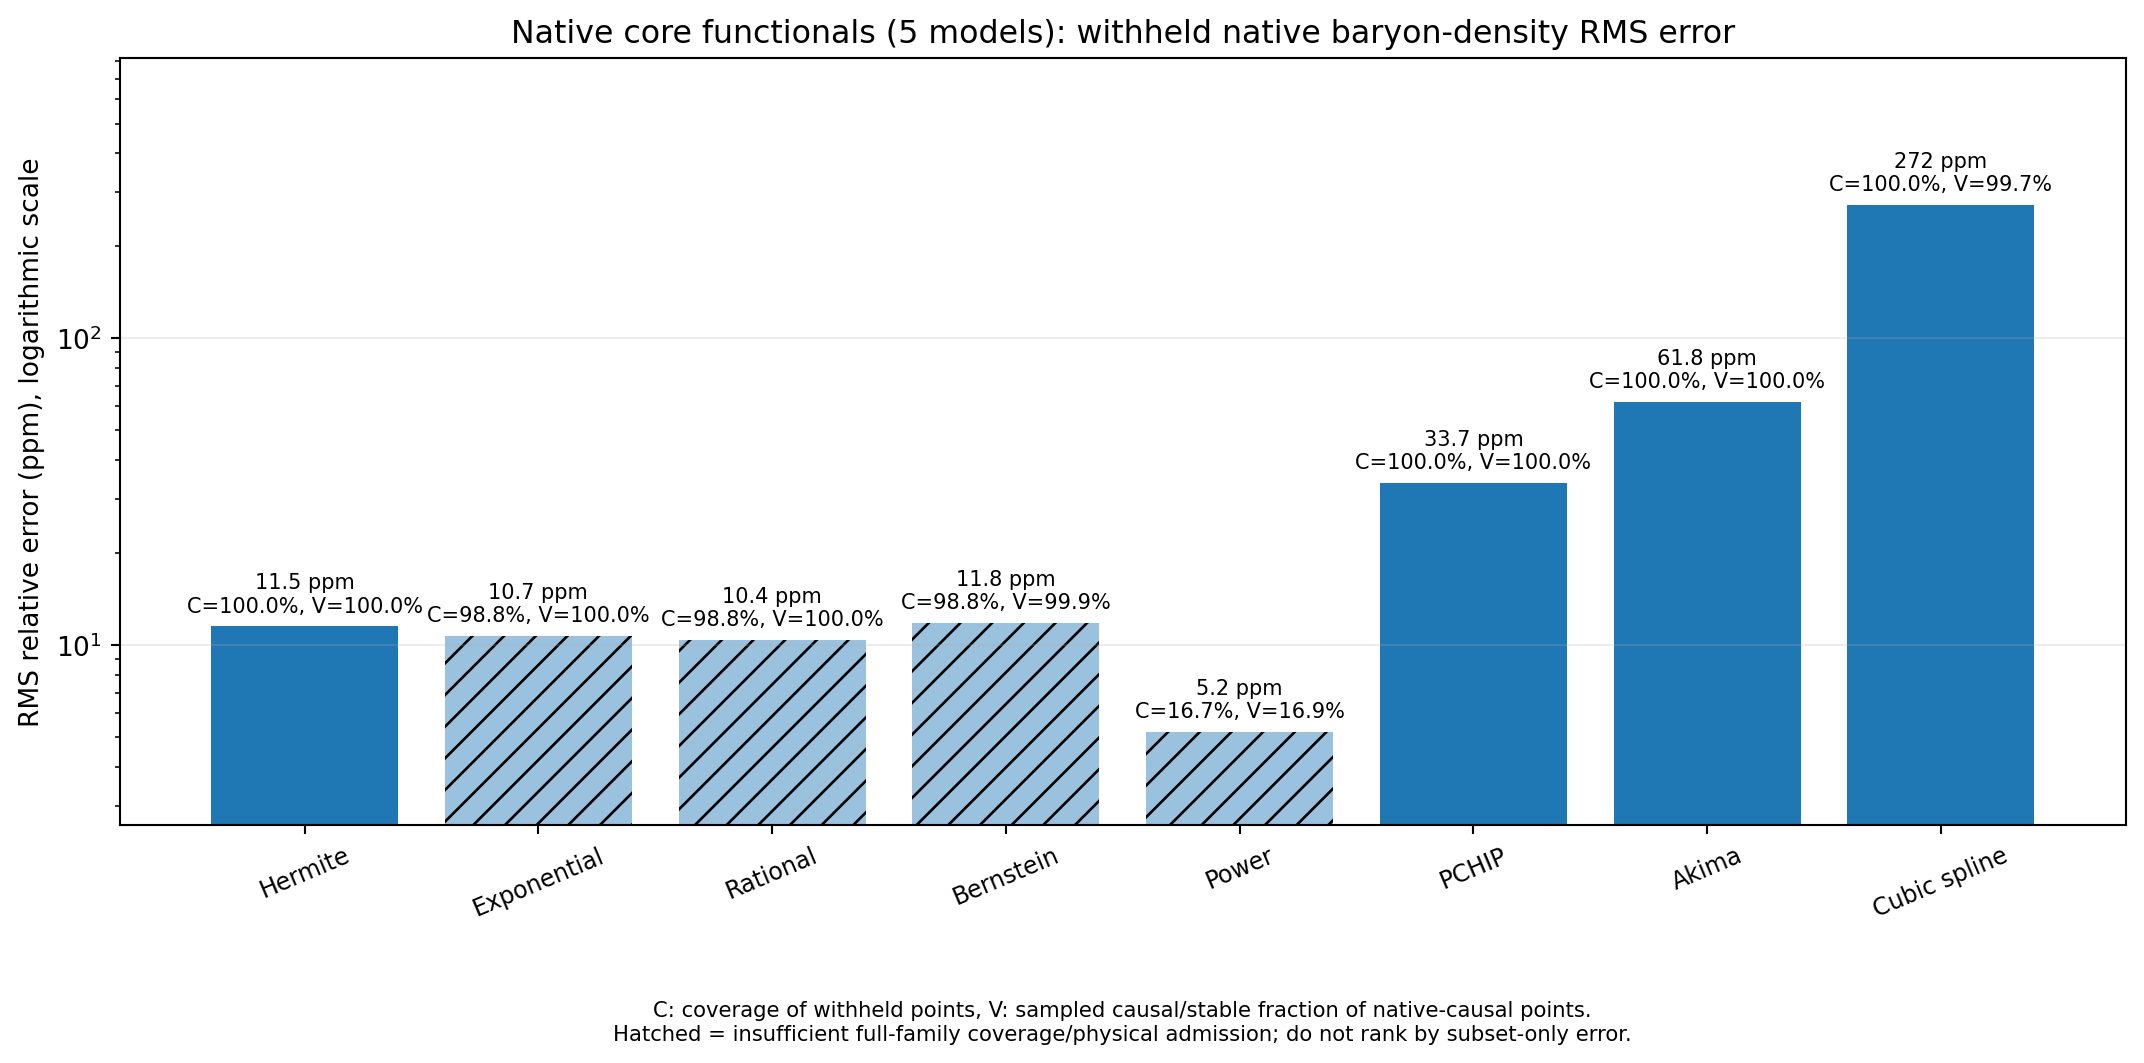 Native core functionals (5 models): withheld native baryon-density RMS error
RMS relative error (ppm), logarithmic scale
10²
10¹
11.5 ppm
C=100.0%, V=100.0%
10.7 ppm
C=98.8%, V=100.0%
10.4 ppm
C=98.8%, V=100.0%
11.8 ppm
C=98.8%, V=99.9%
5.2 ppm
C=16.7%, V=16.9%
33.7 ppm
C=100.0%, V=100.0%
61.8 ppm
C=100.0%, V=100.0%
272 ppm
C=100.0%, V=99.7%
Hermite
Exponential
Rational
Bernstein
Power
PCHIP
Akima
Cubic spline
C: coverage of withheld points, V: sampled causal/stable fraction of native-causal points.
Hatched = insufficient full-family coverage/physical admission; do not rank by subset-only error.